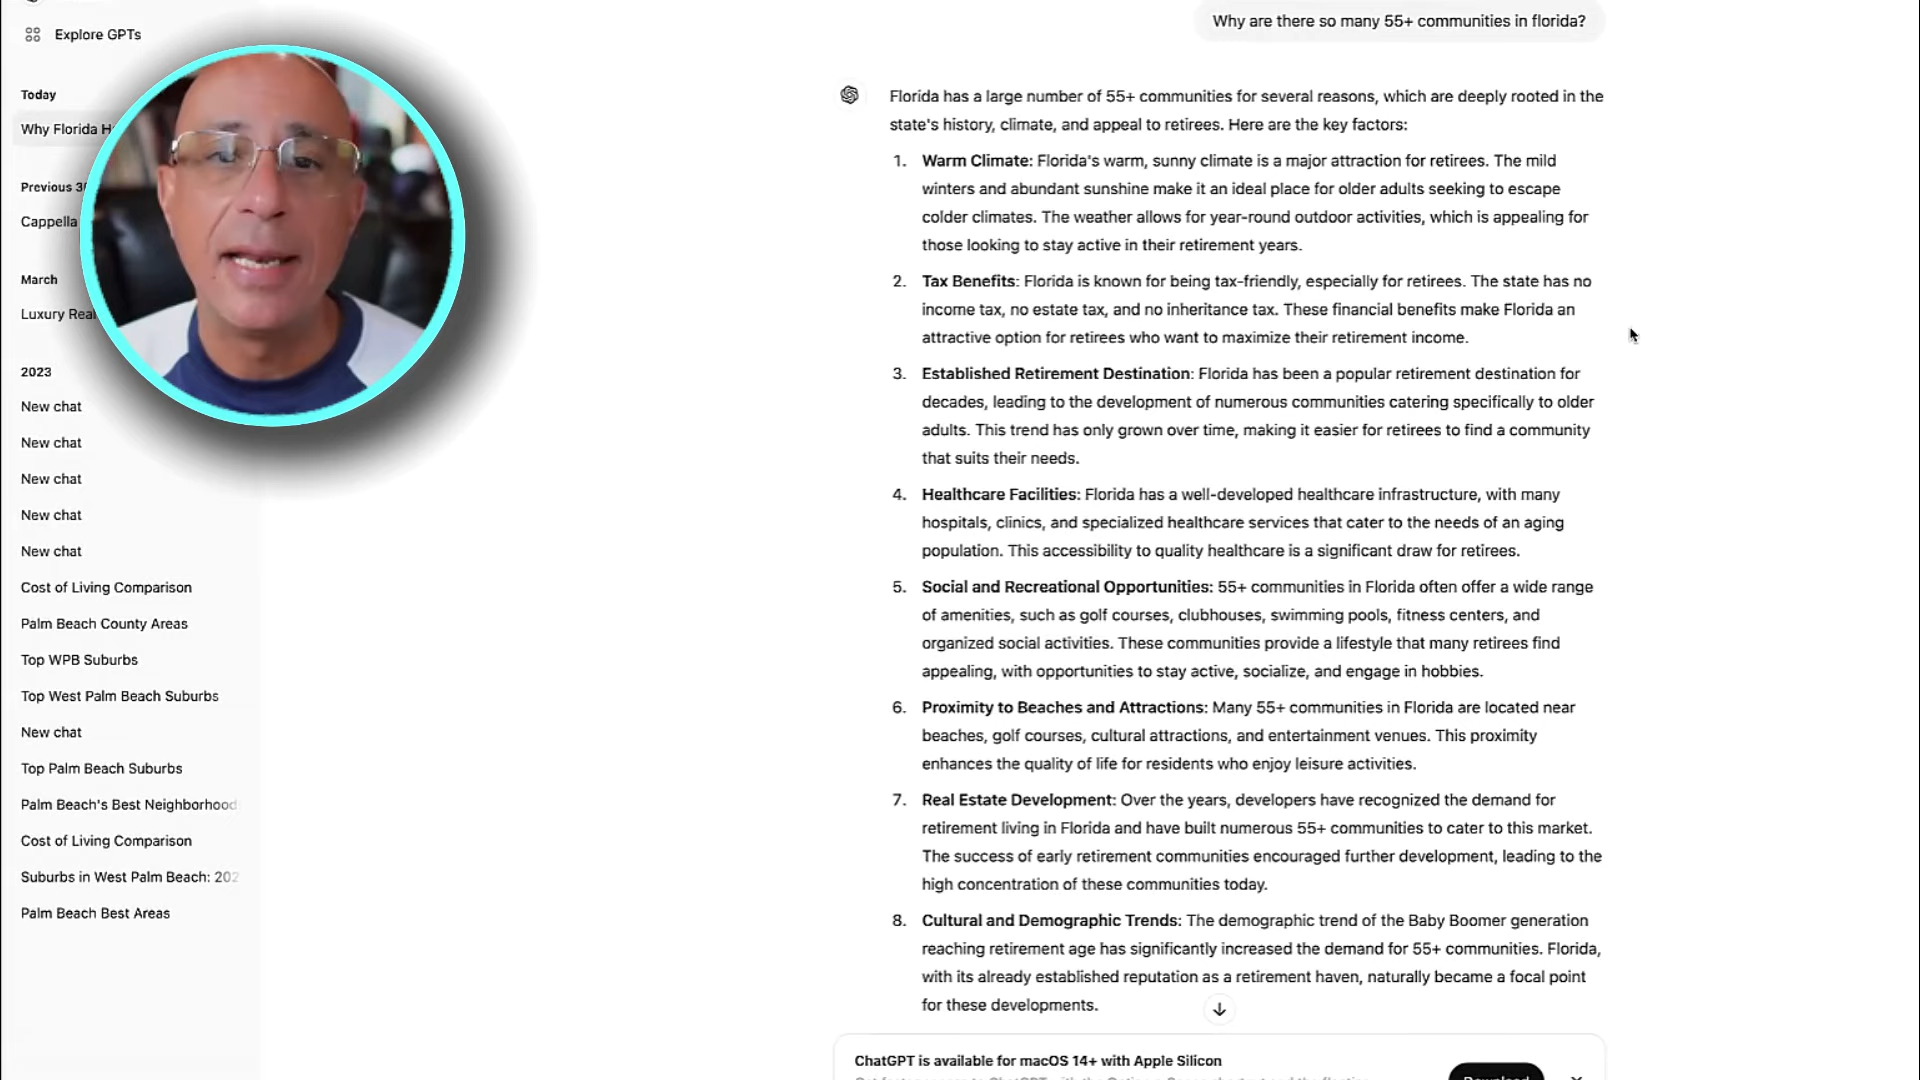 Explore GPTs
Today
Why Florida H
Previous 3
Cappella
March
Luxury Real
2023
New chat
New chat
New chat
New chat
New chat
Cost of Living Comparison
Palm Beach County Areas
Top WPB Suburbs
Top West Palm Beach Suburbs
New chat
Top Palm Beach Suburbs
Palm Beach's Best Neighborhood
Cost of Living Comparison
Suburbs in West Palm Beach: 202
Palm Beach Best Areas
Why are there so many 55+ communities in florida?
Florida has a large number of 55+ communities for several reasons, which are deeply rooted in the
state's history, climate, and appeal to retirees. Here are the key factors:
1. Warm Climate: Florida's warm, sunny climate is a major attraction for retirees. The mild
winters and abundant sunshine make it an ideal place for older adults seeking to escape
colder climates. The weather allows for year-round outdoor activities, which is appealing for
those looking to stay active in their retirement years.
2. Tax Benefits: Florida is known for being tax-friendly, especially for retirees. The state has no
income tax, no estate tax, and no inheritance tax. These financial benefits make Florida an
attractive option for retirees who want to maximize their retirement income.
3. Established Retirement Destination: Florida has been a popular retirement destination for
decades, leading to the development of numerous communities catering specifically to older
adults. This trend has only grown over time, making it easier for retirees to find a community
that suits their needs.
4. Healthcare Facilities: Florida has a well-developed healthcare infrastructure, with many
hospitals, clinics, and specialized healthcare services that cater to the needs of an aging
population. This accessibility to quality healthcare is a significant draw for retirees.
5. Social and Recreational Opportunities: 55+ communities in Florida often offer a wide range
of amenities, such as golf courses, clubhouses, swimming pools, fitness centers, and
organized social activities. These communities provide a lifestyle that many retirees find
appealing, with opportunities to stay active, socialize, and engage in hobbies.
6. Proximity to Beaches and Attractions: Many 55+ communities in Florida are located near
beaches, golf courses, cultural attractions, and entertainment venues. This proximity
enhances the quality of life for residents who enjoy leisure activities.
7. Real Estate Development: Over the years, developers have recognized the demand for
retirement living in Florida and have built numerous 55+ communities to cater to this market.
The success of early retirement communities encouraged further development, leading to the
high concentration of these communities today.
8. Cultural and Demographic Trends: The demographic trend of the Baby Boomer generation
reaching retirement age has significantly increased the demand for 55+ communities. Florida,
with its already established reputation as a retirement haven, naturally became a focal point
for these developments.
ChatGPT is available for macOS 14+ with Apple Silicon